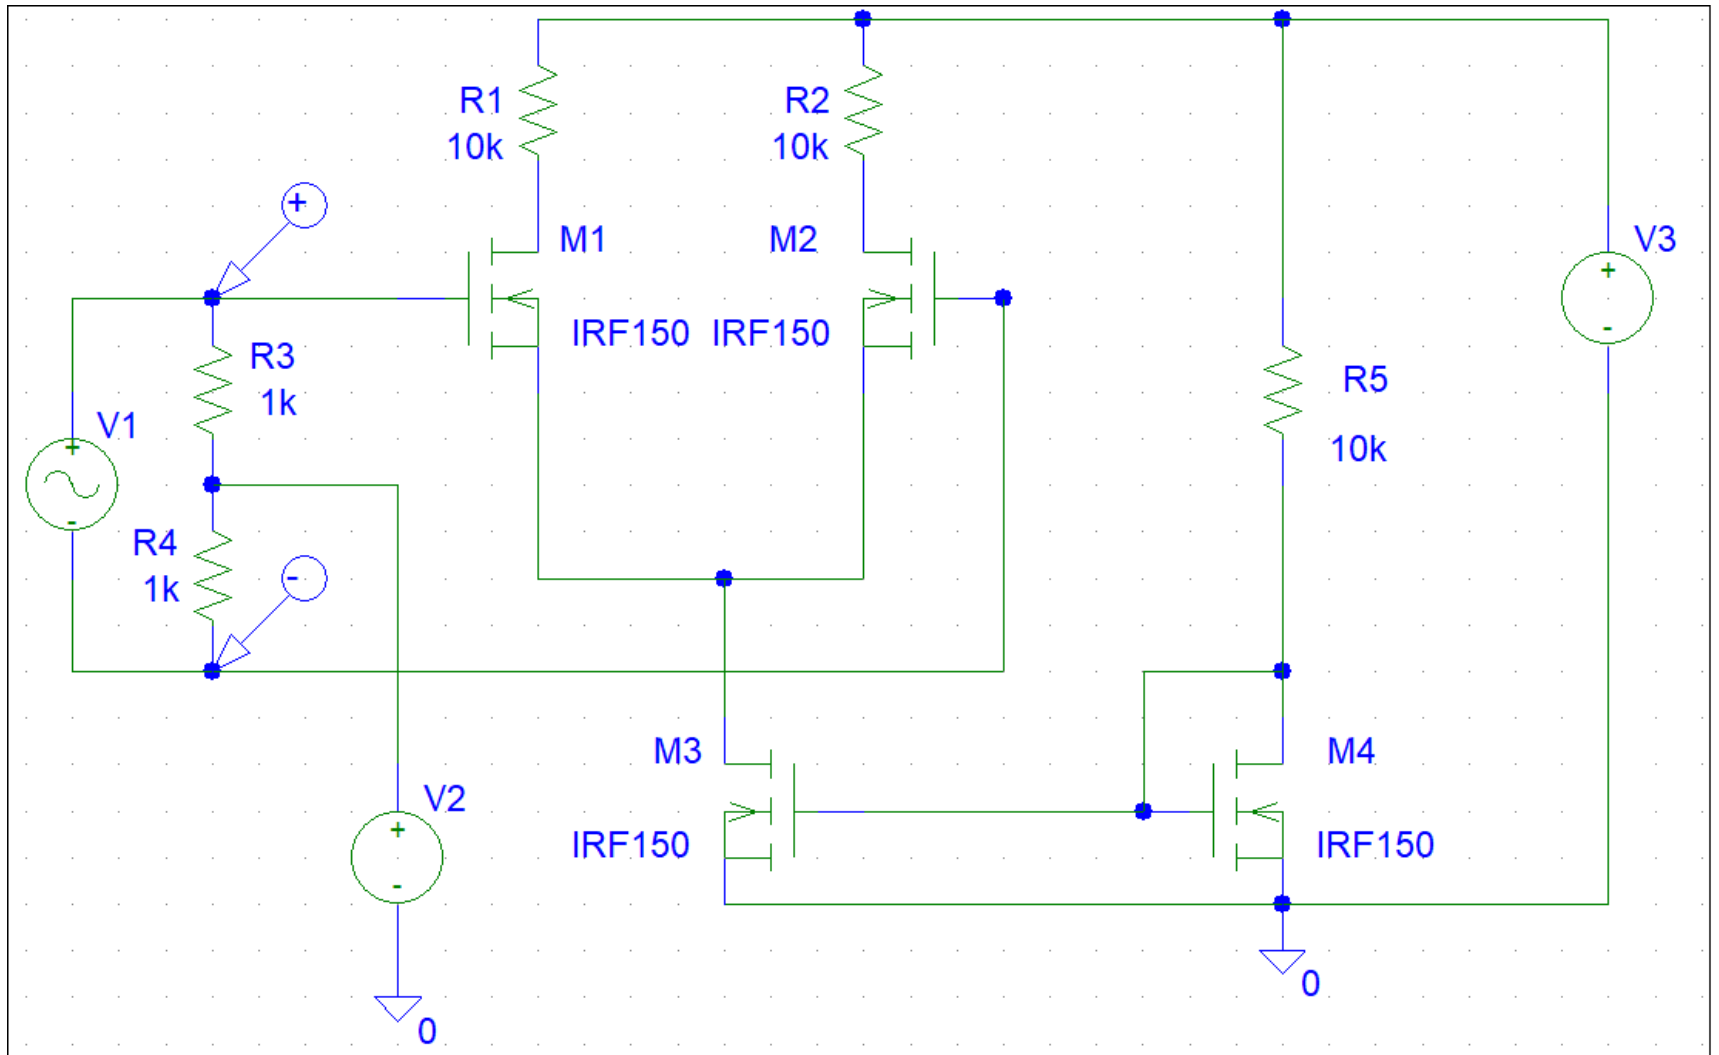 R1
10k
R2
10k
+
M1
M2
V3
+
-
IRF150
IRF150
R3
1k
R5
10k
V1
+
-
R4
1k
-
M3
M4
V2
+
-
IRF150
IRF150
0
0